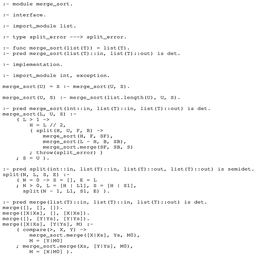 :- module merge_sort.
:- interface.
:- import_module list.
:- type split_error ---> split_error.
:- func merge_sort(list(T)) = list(T).
:- pred merge_sort(list(T)::in, list(T)::out) is det.
:- implementation.
:- import_module int, exception.
merge_sort(U) = S :- merge_sort(U, S).
merge_sort(U, S) :- merge_sort(list.length(U), U, S).
:- pred merge_sort(int::in, list(T)::in, list(T)::out) is det.
merge_sort(L, U, S) :-
( L > 1 ->
H = L // 2,
( split(H, U, F, B) ->
merge_sort(H, F, SF),
merge_sort(L - H, B, SB),
merge_sort.merge(SF, SB, S)
; throw(split_error) )
; S = U ).
:- pred split(int::in, list(T)::in, list(T)::out, list(T)::out) is semidet.
split(N, L, S, E) :-
( N = 0 -> S = [], E = L
; N > 0, L = [H | L1], S = [H | S1],
split(N - 1, L1, S1, E) ).
:- pred merge(list(T)::in, list(T)::in, list(T)::out) is det.
merge([], [], []).
merge([X|Xs], [], [X|Xs]).
merge([], [Y|Ys], [Y|Ys]).
merge([X|Xs], [Y|Ys], M) :-
( compare(>, X, Y) ->
merge_sort.merge([X|Xs], Ys, M0),
M = [Y|M0]
; merge_sort.merge(Xs, [Y|Ys], M0),
M = [X|M0] ).